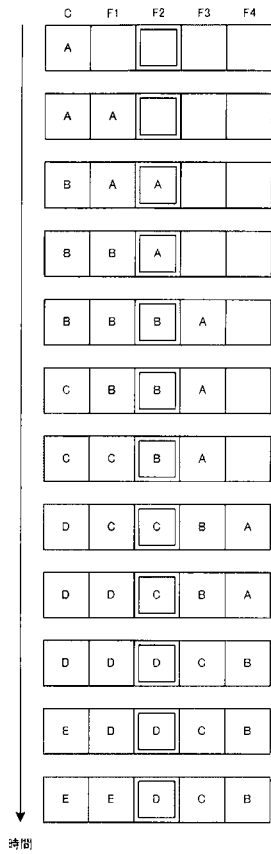 C F1 F2 F3 F4
A
A A
B A A
B B A
B B B A
C B B A
C C B A
D C C B A
D D C B A
D D D C B
E D D C B
E E D C B
時間